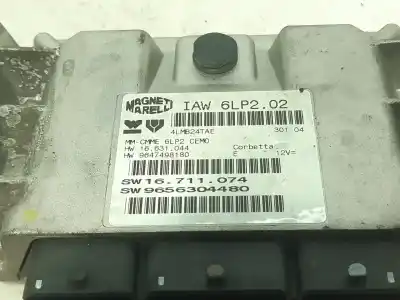 MAGNETI MARELLI IAW 6LP2.02
4LMB24TAE 301 04
MM-CMME 6LP2 CEMO
HW 16.631.044 Corbetta
HW 9647498180 E 12V=
SW16.711.074
SW9656304480